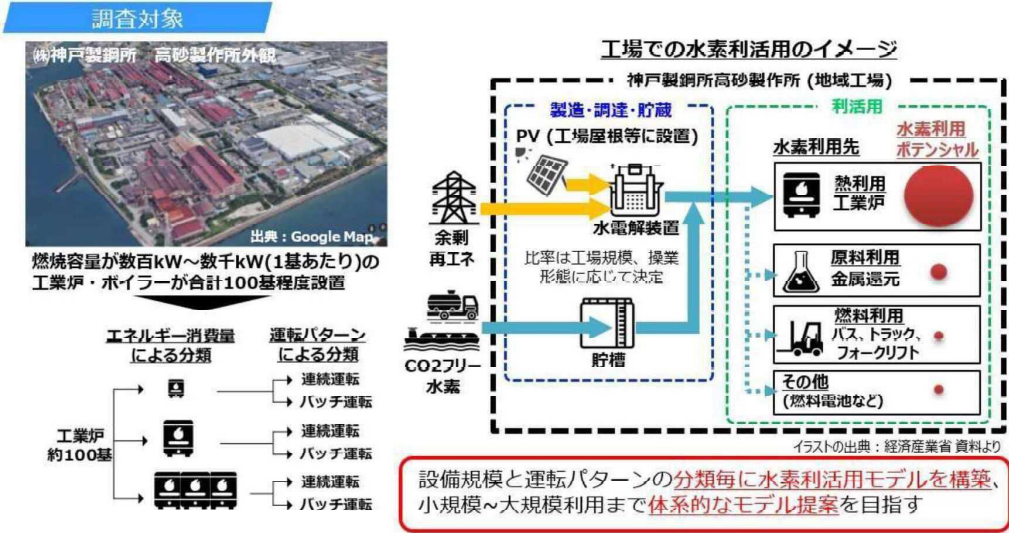 調査対象
㈱神戸製鋼所 高砂製作所外観
出典：Google Map
燃焼容量が数百kW～数千kW(1基あたり)の
工業炉・ボイラーが合計100基程度設置
エネルギー消費量
による分類
運転パターン
による分類
工業炉
約100基
連続運転
バッチ運転
連続運転
バッチ運転
連続運転
バッチ運転
工場での水素利活用のイメージ
神戸製鋼所高砂製作所 (地域工場)
製造・調達・貯蔵
PV (工場屋根等に設置)
余剰
再エネ
水電解装置
比率は工場規模、操業
形態に応じて決定
CO2フリー
水素
貯槽
利活用
水素利用先
水素利用
ポテンシャル
熱利用
工業炉
原料利用
金属還元
燃料利用
バス、トラック、
フォークリフト
その他
(燃料電池など)
イラストの出典：経済産業省 資料より
設備規模と運転パターンの分類毎に水素利活用モデルを構築、
小規模~大規模利用まで体系的なモデル提案を目指す